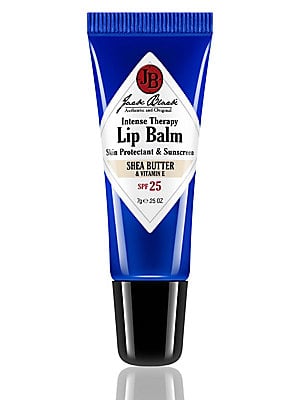 JB
Jack Black
Authentic and Original
Intense Therapy
Lip Balm
Skin Protectant & Sunscreen
SHEA BUTTER
& VITAMIN E
SPF 25
7g ℮ .25 OZ